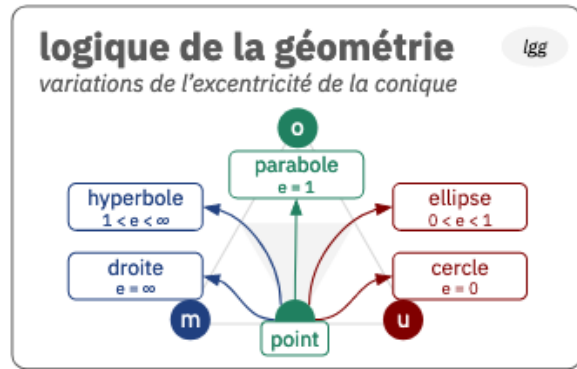 logique de la géométrie
lgg
variations de l'excentricité de la conique
o
parabole
e = 1
hyperbole
1 < e < ∞
ellipse
0 < e < 1
droite
e = ∞
cercle
e = 0
m
u
point